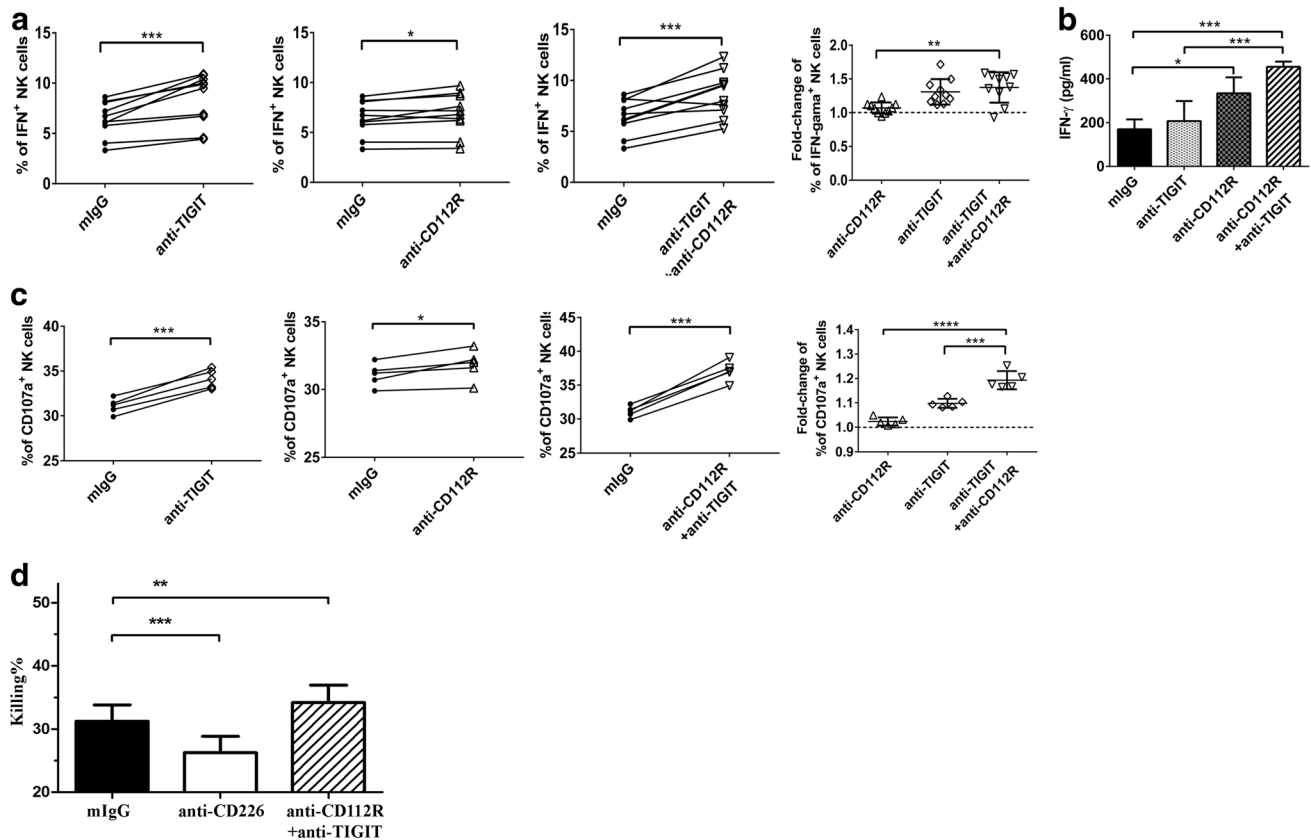 a
% of IFN⁺ NK cells
15
10
5
0
***
mIgG
anti-TIGIT
% of IFN⁺ NK cells
15
10
5
0
*
mIgG
anti-CD112R
% of IFN⁺ NK cells
15
10
5
0
***
mIgG
anti-TIGIT
+anti-CD112R
Fold-change of
% of IFN-gama⁺ NK cells
2.0
1.5
1.0
0.5
0.0
**
anti-CD112R
anti-TIGIT
anti-TIGIT
+anti-CD112R
b
IFN-γ (pg/ml)
600
400
200
0
***
***
*
mIgG
anti-TIGIT
anti-CD112R
anti-CD112R
+anti-TIGIT
c
%of CD107a⁺ NK cells
40
35
30
25
***
mIgG
anti-TIGIT
%of CD107a⁺ NK cells
35
30
25
*
mIgG
anti-CD112R
%of CD107a⁺ NK cells
45
40
35
30
25
***
mIgG
anti-CD112R
+anti-TIGIT
Fold-change of
%of CD107a⁺ NK cells
1.4
1.3
1.2
1.1
1.0
0.9
****
***
anti-CD112R
anti-TIGIT
anti-TIGIT
+anti-CD112R
d
Killing%
50
40
30
20
**
***
mIgG
anti-CD226
anti-CD112R
+anti-TIGIT